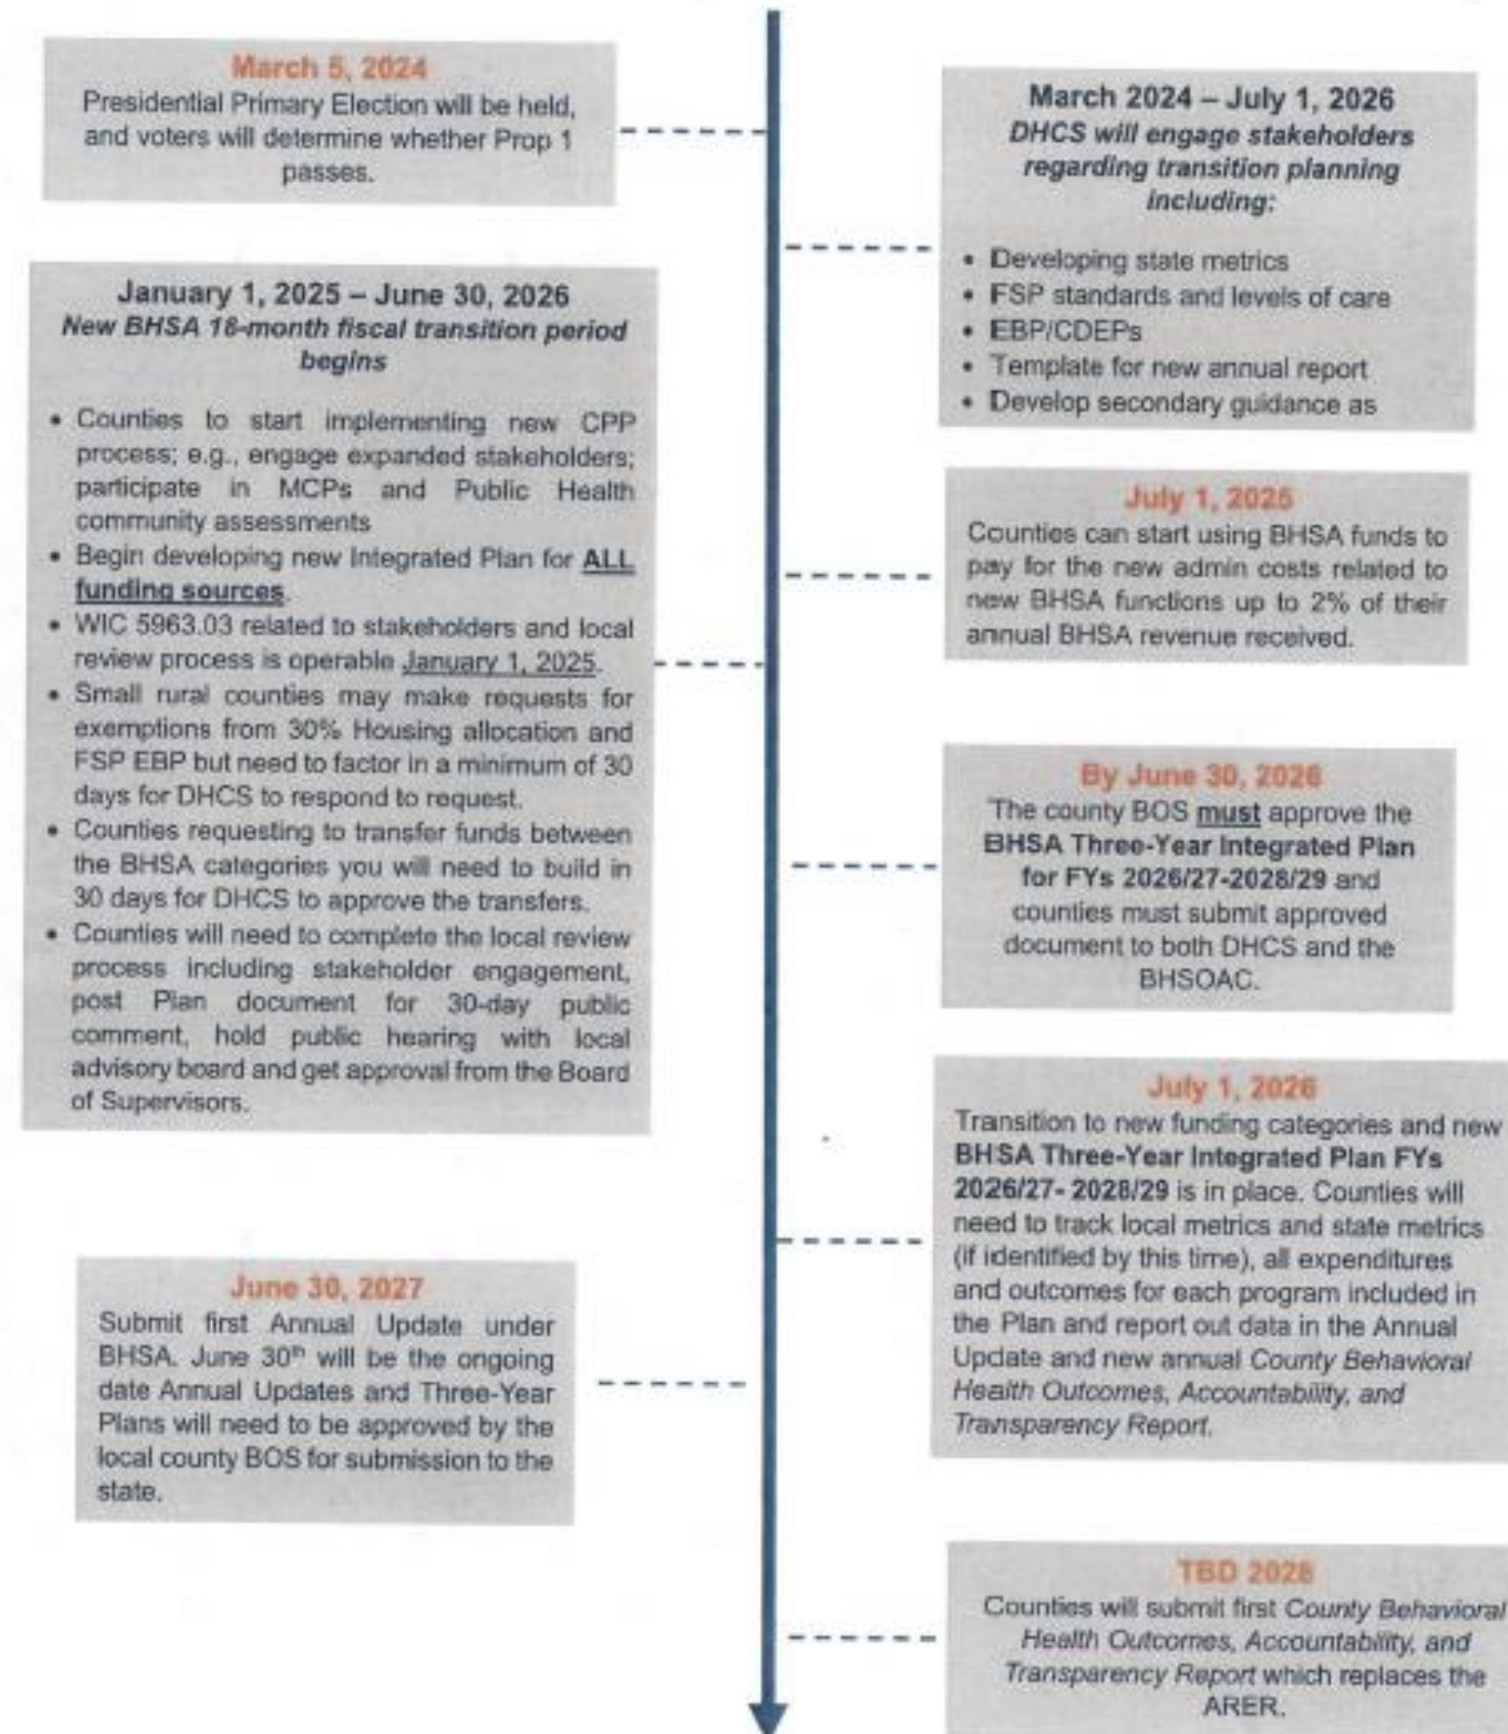 March 5, 2024
Presidential Primary Election will be held,
and voters will determine whether Prop 1
passes.
March 2024 – July 1, 2026
DHCS will engage stakeholders
regarding transition planning
including:
• Developing state metrics
• FSP standards and levels of care
• EBP/CDEPs
• Template for new annual report
• Develop secondary guidance as
January 1, 2025 – June 30, 2026
New BHSA 18-month fiscal transition period
begins
• Counties to start implementing new CPP
process; e.g., engage expanded stakeholders;
participate in MCPs and Public Health
community assessments
• Begin developing new Integrated Plan for ALL
funding sources.
• WIC 5963.03 related to stakeholders and local
review process is operable January 1, 2025.
• Small rural counties may make requests for
exemptions from 30% Housing allocation and
FSP EBP but need to factor in a minimum of 30
days for DHCS to respond to request.
• Counties requesting to transfer funds between
the BHSA categories you will need to build in
30 days for DHCS to approve the transfers.
• Counties will need to complete the local review
process including stakeholder engagement,
post Plan document for 30-day public
comment, hold public hearing with local
advisory board and get approval from the Board
of Supervisors.
July 1, 2025
Counties can start using BHSA funds to
pay for the new admin costs related to
new BHSA functions up to 2% of their
annual BHSA revenue received.
By June 30, 2026
The county BOS must approve the
BHSA Three-Year Integrated Plan
for FYs 2026/27-2028/29 and
counties must submit approved
document to both DHCS and the
BHSOAC.
July 1, 2026
Transition to new funding categories and new
BHSA Three-Year Integrated Plan FYs
2026/27- 2028/29 is in place. Counties will
need to track local metrics and state metrics
(if identified by this time), all expenditures
and outcomes for each program included in
the Plan and report out data in the Annual
Update and new annual County Behavioral
Health Outcomes, Accountability, and
Transparency Report.
June 30, 2027
Submit first Annual Update under
BHSA. June 30th will be the ongoing
date Annual Updates and Three-Year
Plans will need to be approved by the
local county BOS for submission to the
state.
TBD 2028
Counties will submit first County Behavioral
Health Outcomes, Accountability, and
Transparency Report which replaces the
ARER.